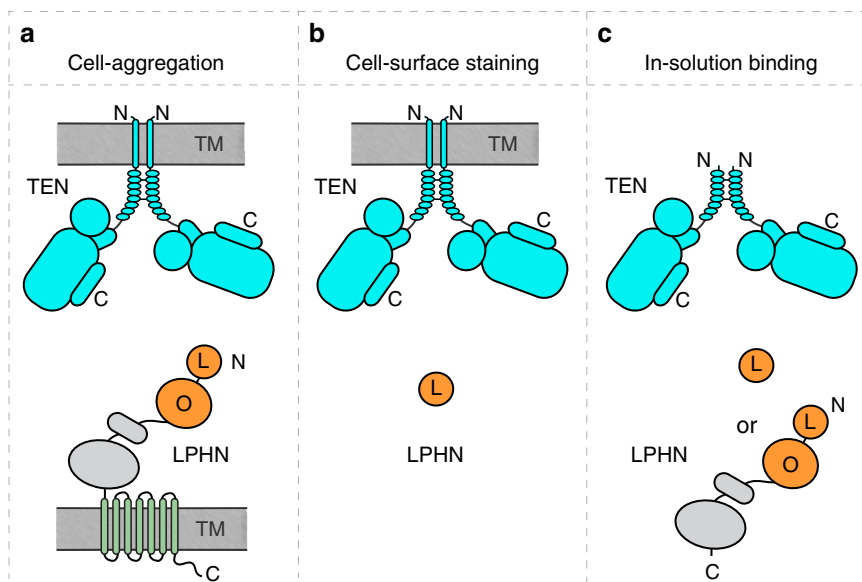 a
Cell-aggregation
N
N
TM
TEN
C
C
L
N
O
LPHN
TM
C
b
Cell-surface staining
N
N
TM
TEN
C
C
L
LPHN
c
In-solution binding
N
N
TEN
C
C
L
or
N
L
LPHN
O
C